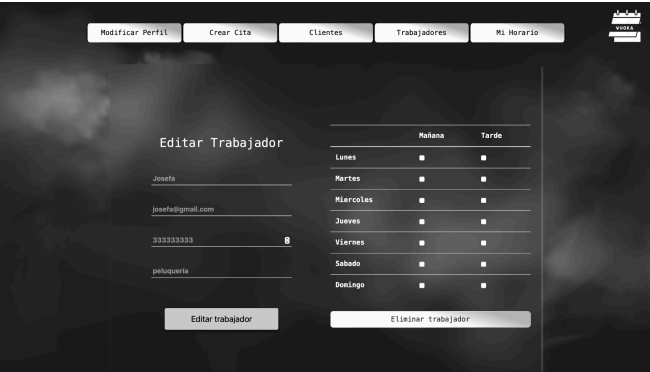 Modificar Perfil
Crear Cita
Clientes
Trabajadores
Mi Horario
WHOKA
Editar Trabajador
Josefa
josefa@gmail.com
333333333
peluquería
Editar trabajador
Mañana Tarde
Lunes
Martes
Miercoles
Jueves
Viernes
Sabado
Domingo
Eliminar trabajador